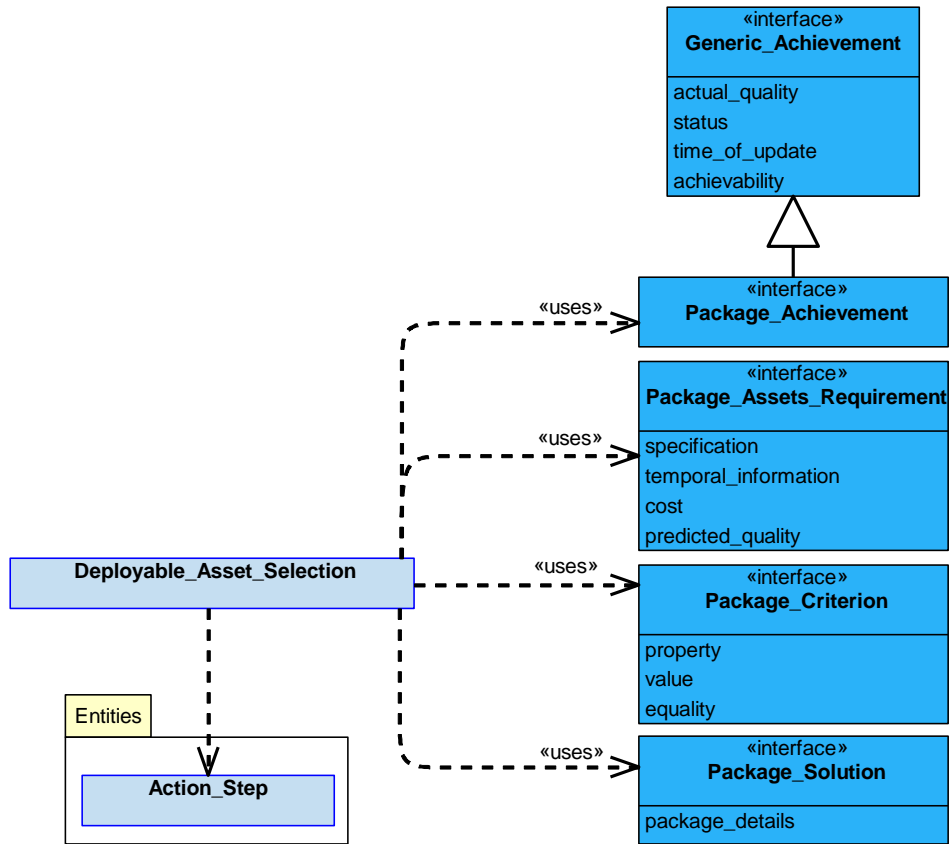 «interface»
Generic_Achievement
actual_quality
status
time_of_update
achievability
«interface»
Package_Achievement
«uses»
«interface»
Package_Assets_Requirement
specification
temporal_information
cost
predicted_quality
«uses»
Deployable_Asset_Selection
«uses»
«interface»
Package_Criterion
property
value
equality
Entities
Action_Step
«uses»
«interface»
Package_Solution
package_details